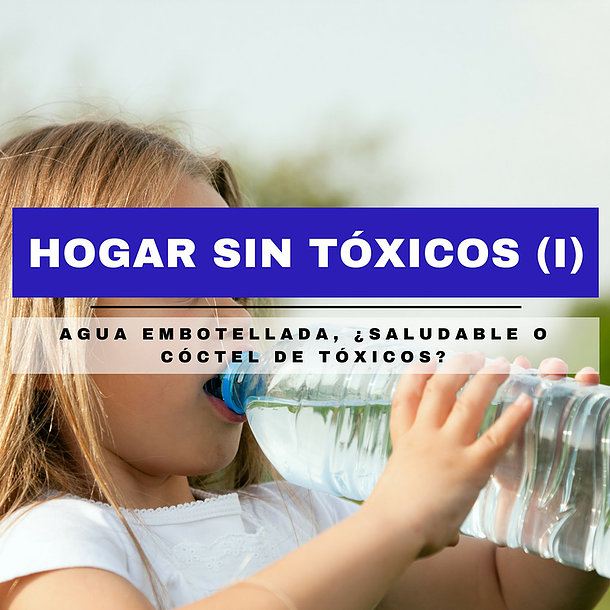 HOGAR SIN TÓXICOS (I)
AGUA EMBOTELLADA, ¿SALUDABLE O
CÓCTEL DE TÓXICOS?